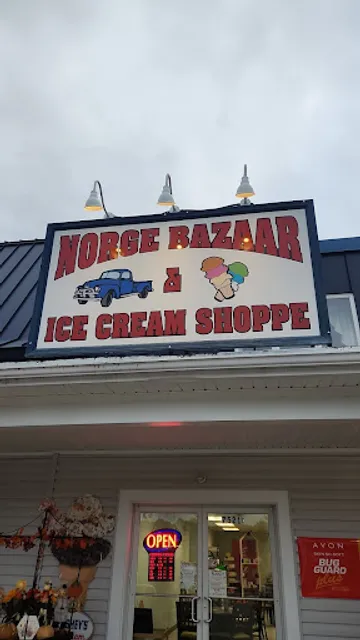 NORGE BAZAAR
&
ICE CREAM SHOPPE
OPEN
AVON
BUG
GUARD
plus